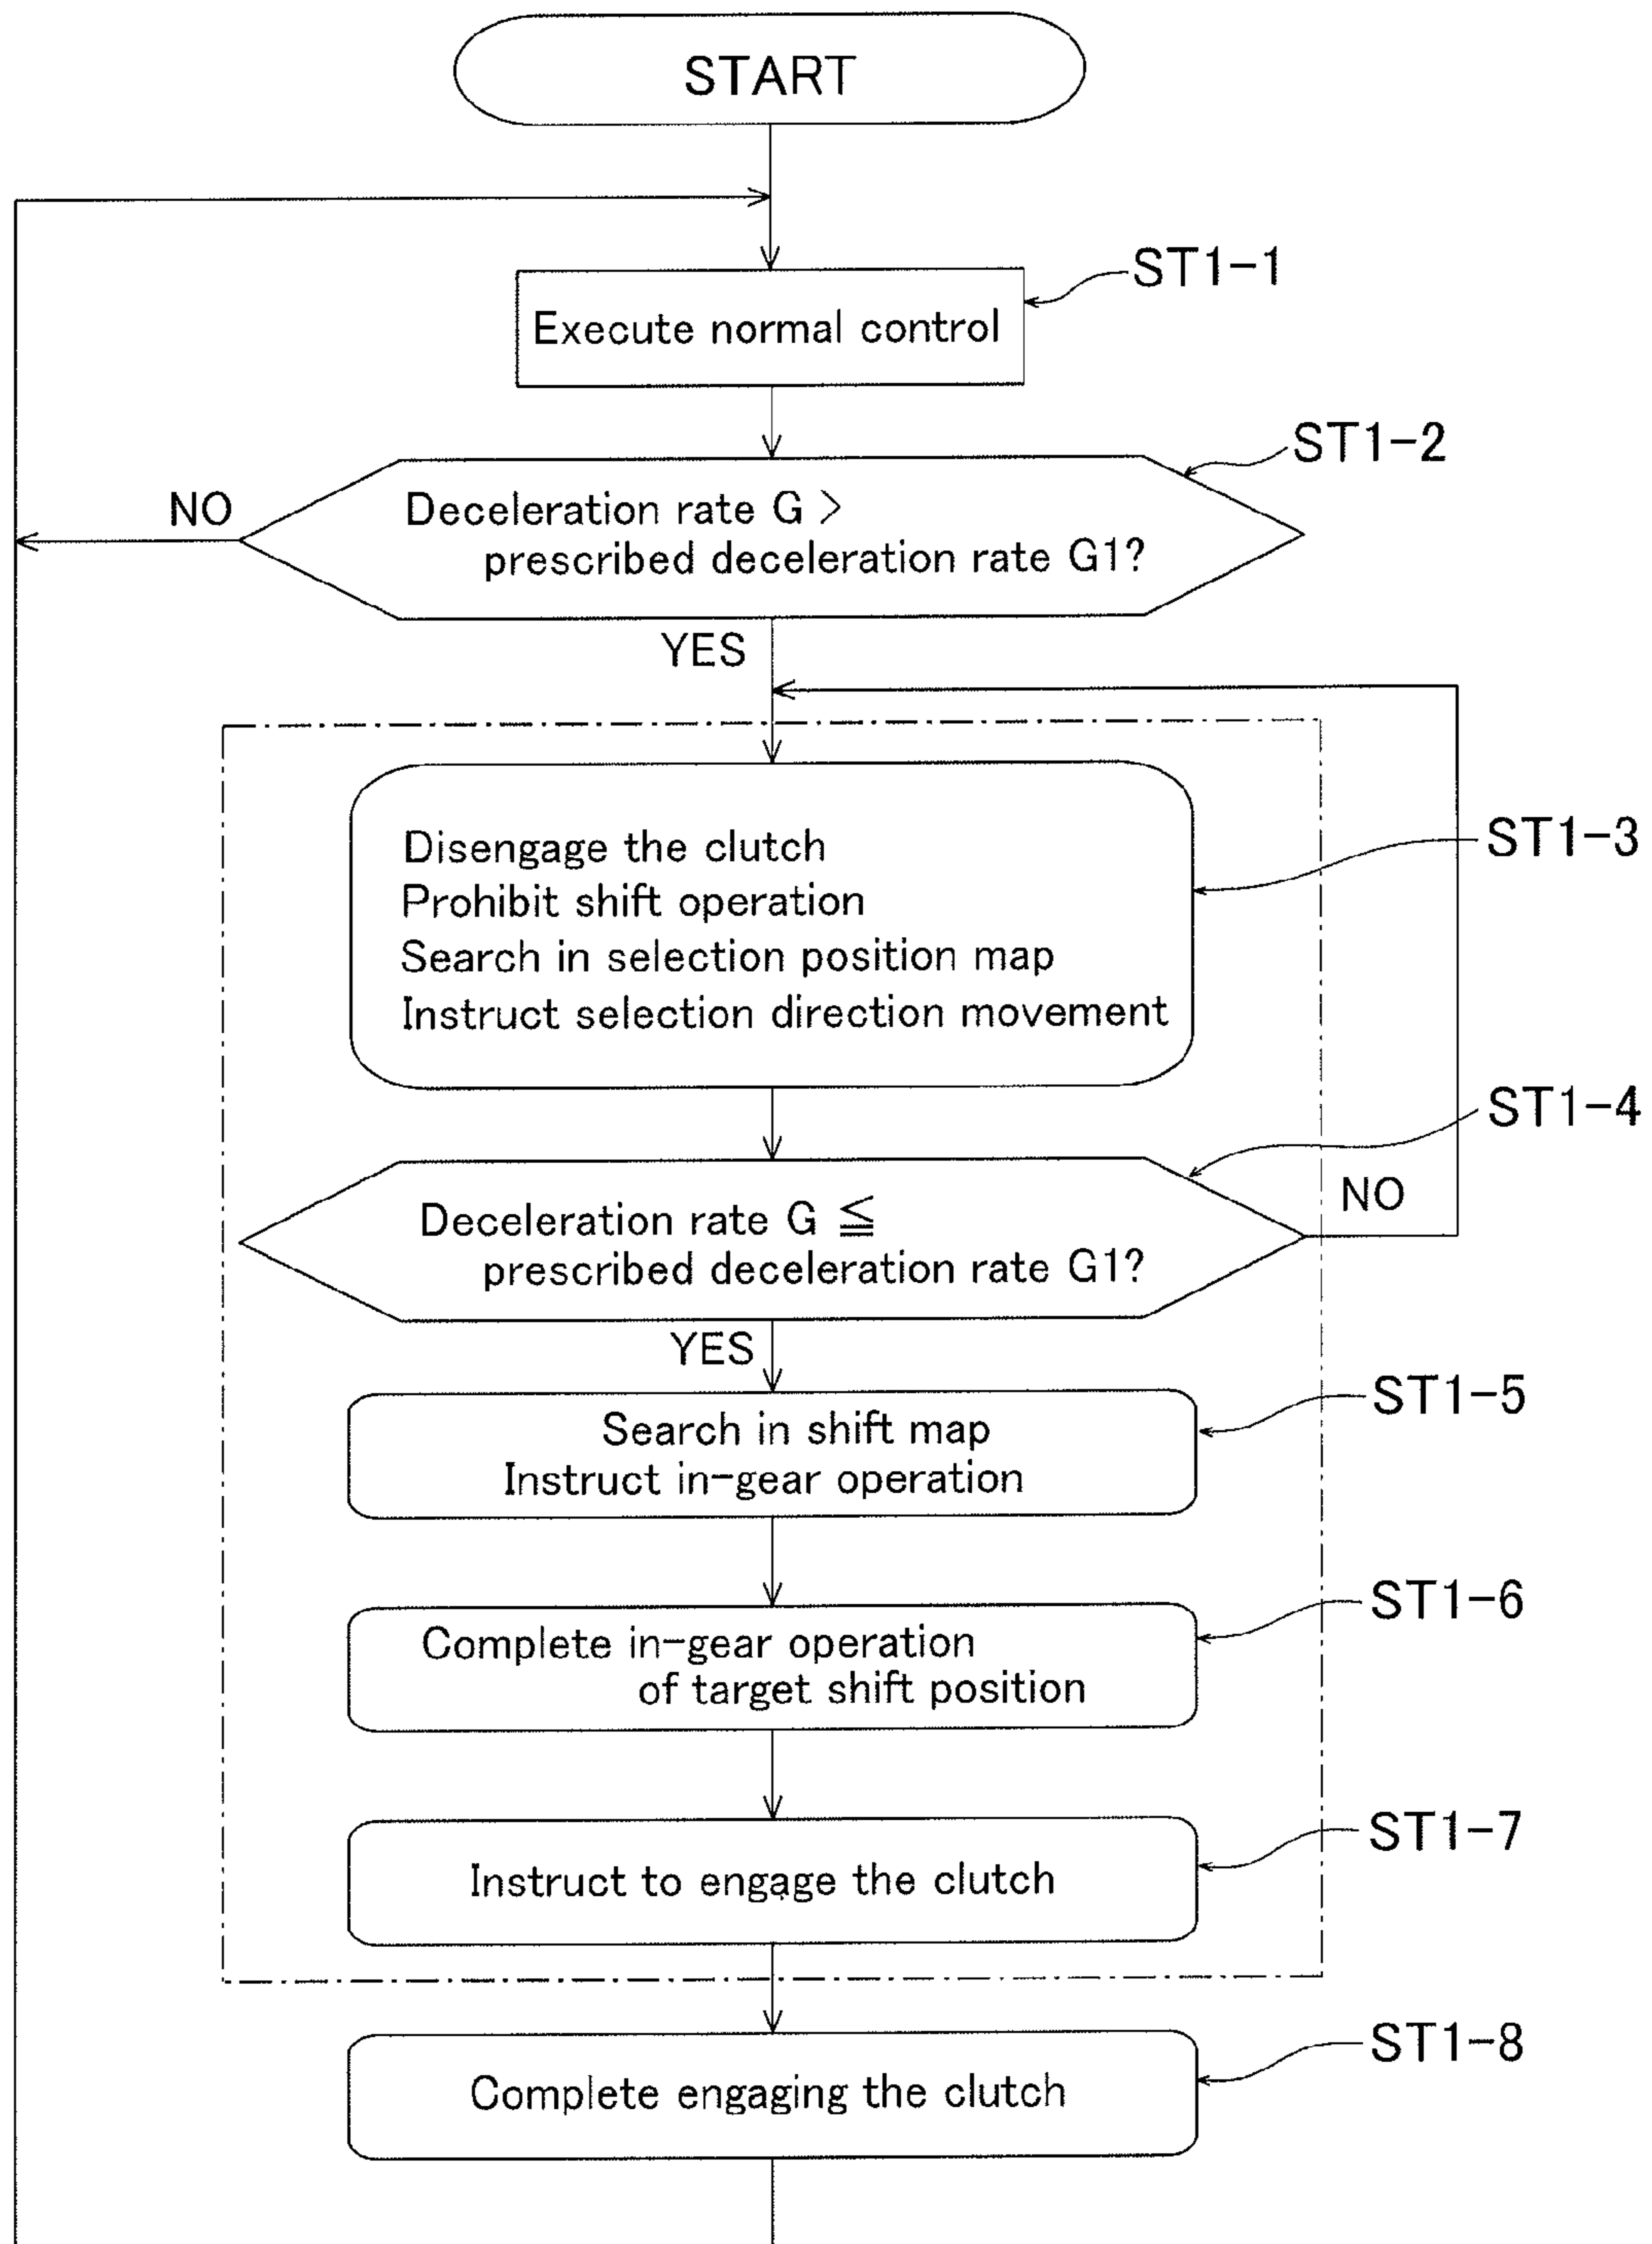 START
ST1-1
Execute normal control
ST1-2
NO
Deceleration rate G >
prescribed deceleration rate G1?
YES
ST1-3
Disengage the clutch
Prohibit shift operation
Search in selection position map
Instruct selection direction movement
ST1-4
NO
Deceleration rate G ≦
prescribed deceleration rate G1?
YES
ST1-5
Search in shift map
Instruct in-gear operation
ST1-6
Complete in-gear operation
of target shift position
ST1-7
Instruct to engage the clutch
ST1-8
Complete engaging the clutch